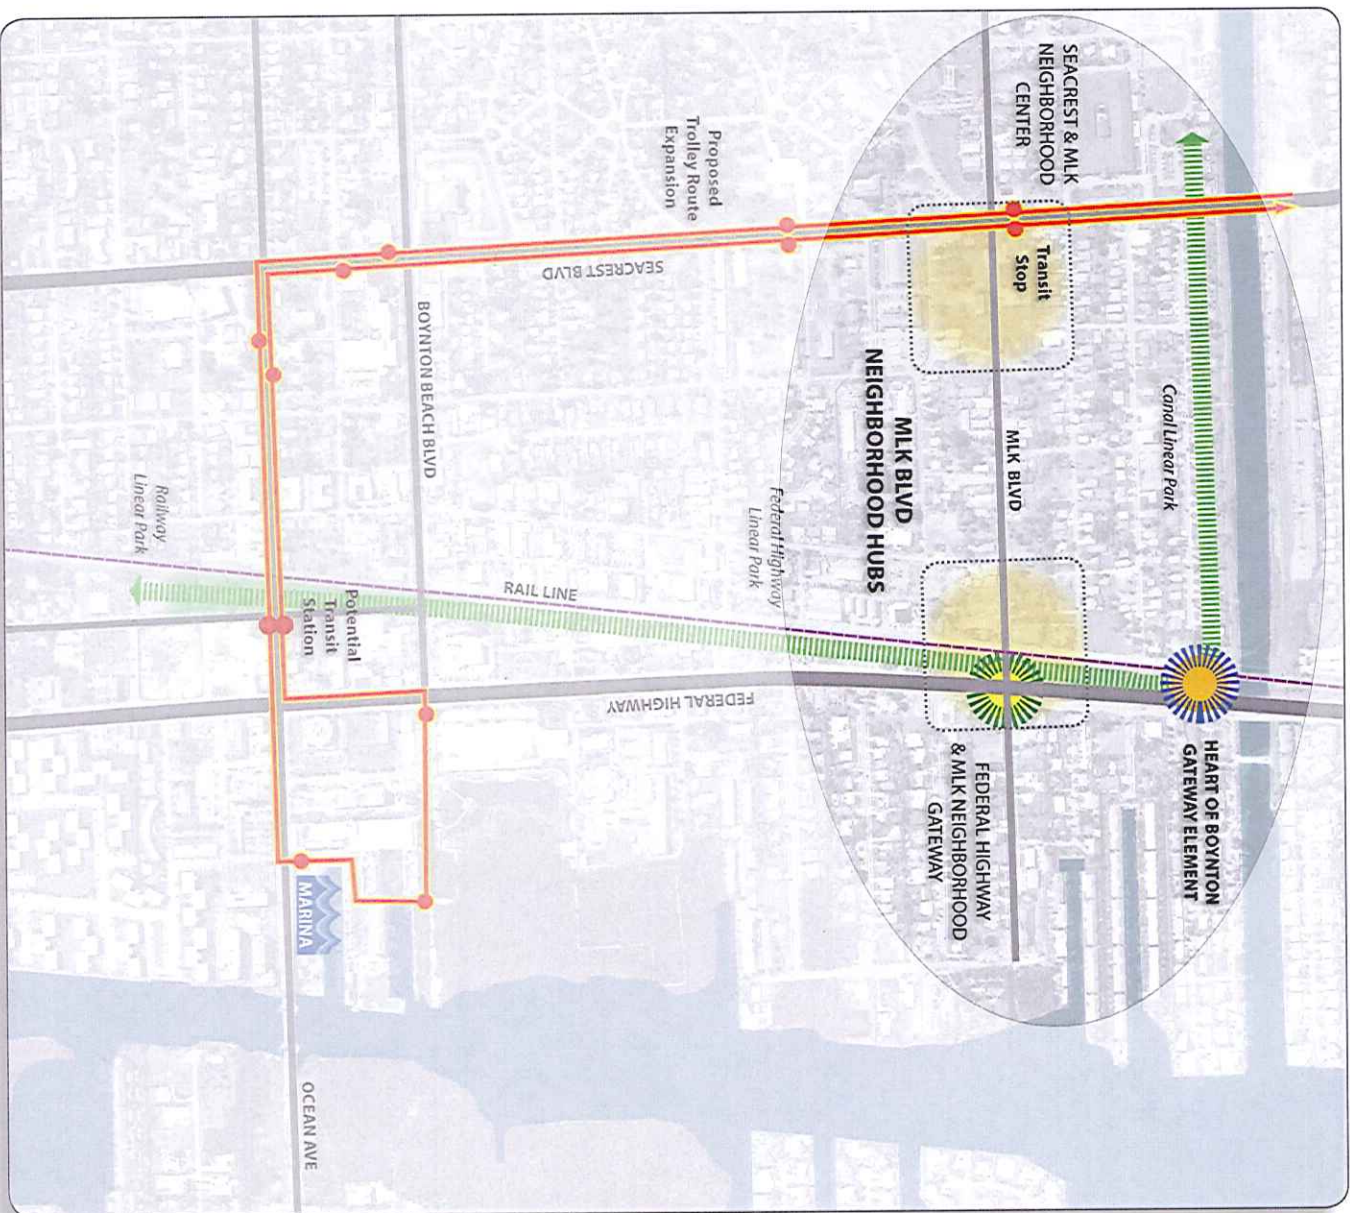 SEACREST & MLK
NEIGHBORHOOD
CENTER
Transit
Stop
Canal Linear Park
MLK BLVD
HEART OF BOYNTON
GATEWAY ELEMENT
FEDERAL HIGHWAY
& MLK NEIGHBORHOOD
GATEWAY
MLK BLVD
NEIGHBORHOOD HUBS
Proposed
Trolley Route
Expansion
SEACREST BLVD
Federal Highway
Linear Park
RAIL LINE
FEDERAL HIGHWAY
BOYNTON BEACH BLVD
Potential
Transit
Station
Railway
Linear Park
MARINA
OCEAN AVE